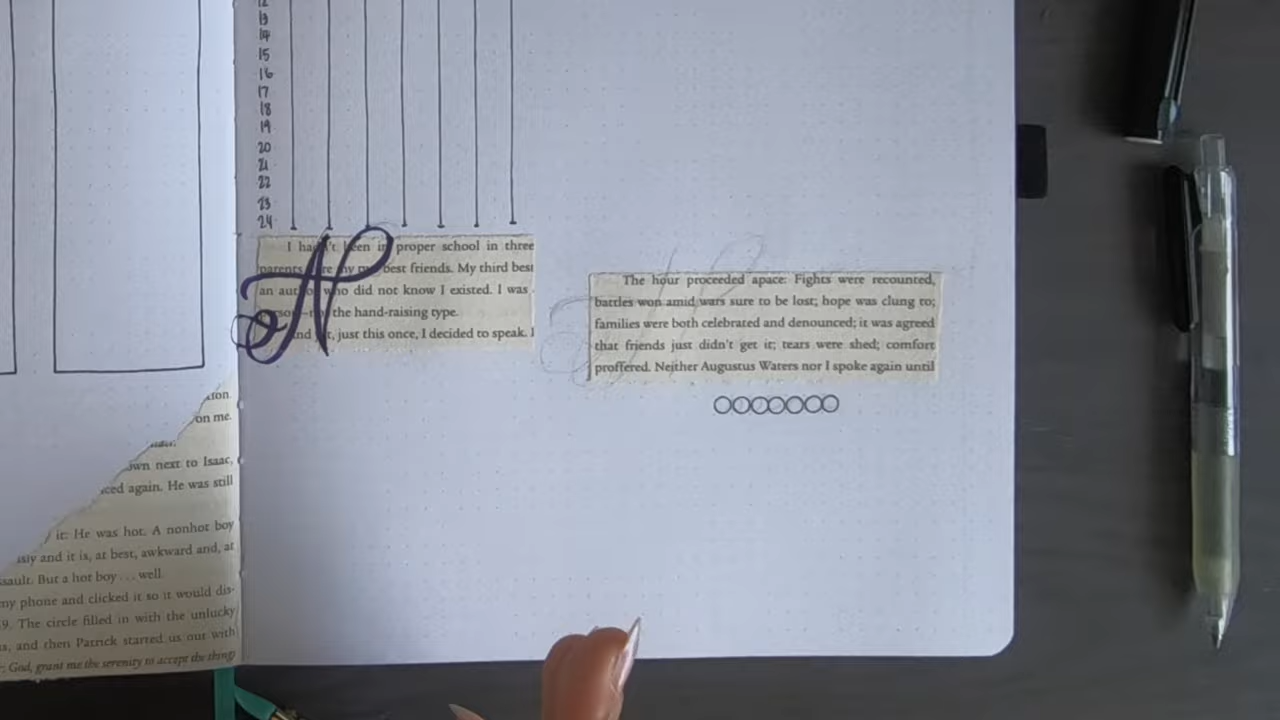 13
14
15
16
17
18
19
20
21
22
23
24
N
I been in proper school in three
parents best friends. My third best
an who did not know I existed. I was
the hand-raising type.
just this once, I decided to speak. I
The hour proceeded apace: Fights were recounted,
battles won amid wars sure to be lost; hope was clung to;
families were both celebrated and denounced; it was agreed
that friends just didn't get it; tears were shed; comfort
proffered. Neither Augustus Waters nor I spoke again until
on me.
next to Isaac,
again. He was still
it: He was hot. A nonhot boy
and it is, at best, awkward and, at
But a hot boy . . . well.
my phone and clicked it so it would dis-
9. The circle filled in with the unlucky
and then Patrick started us out with
: God, grant me the serenity to accept the things